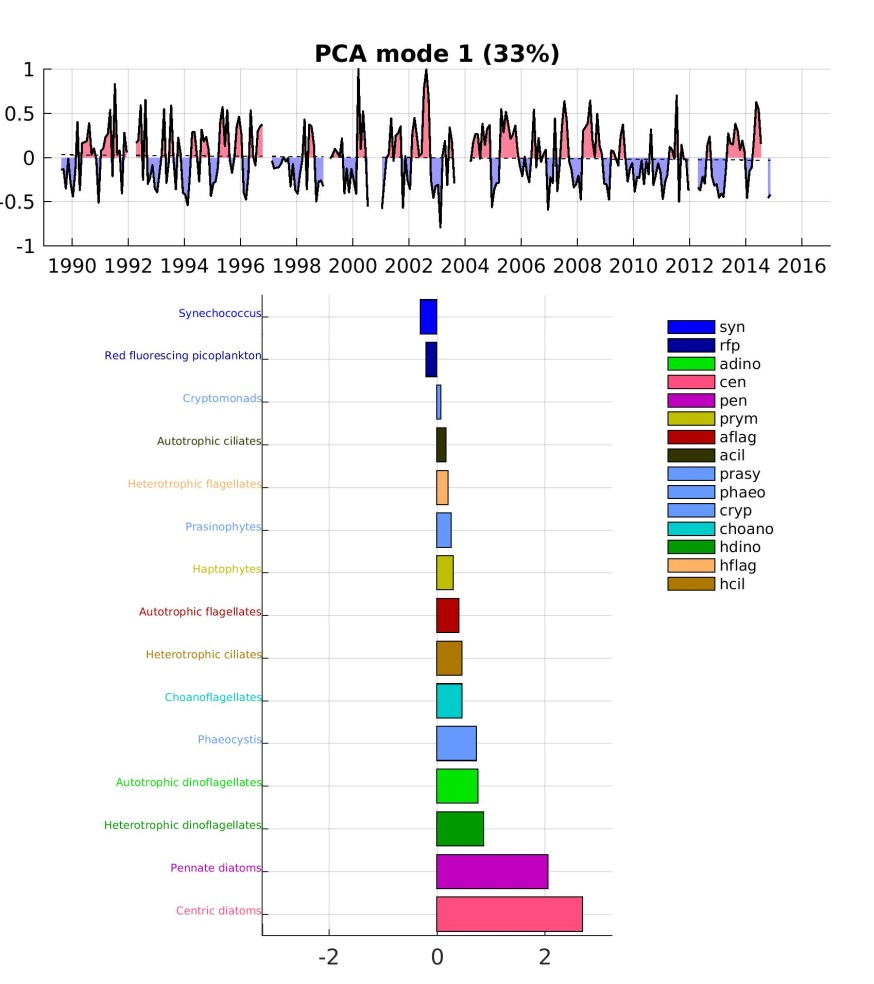 PCA mode 1 (33%)
1
0.5
0
-0.5
-1
1990 1992 1994 1996 1998 2000 2002 2004 2006 2008 2010 2012 2014 2016
Synechococcus
Red fluorescing picoplankton
Cryptomonads
Autotrophic ciliates
Heterotrophic flagellates
Prasinophytes
Haptophytes
Autotrophic flagellates
Heterotrophic ciliates
Choanoflagellates
Phaeocystis
Autotrophic dinoflagellates
Heterotrophic dinoflagellates
Pennate diatoms
Centric diatoms
-2 0 2
syn
rfp
adino
cen
pen
prym
aflag
acil
prasy
phaeo
cryp
choano
hdino
hflag
hcil